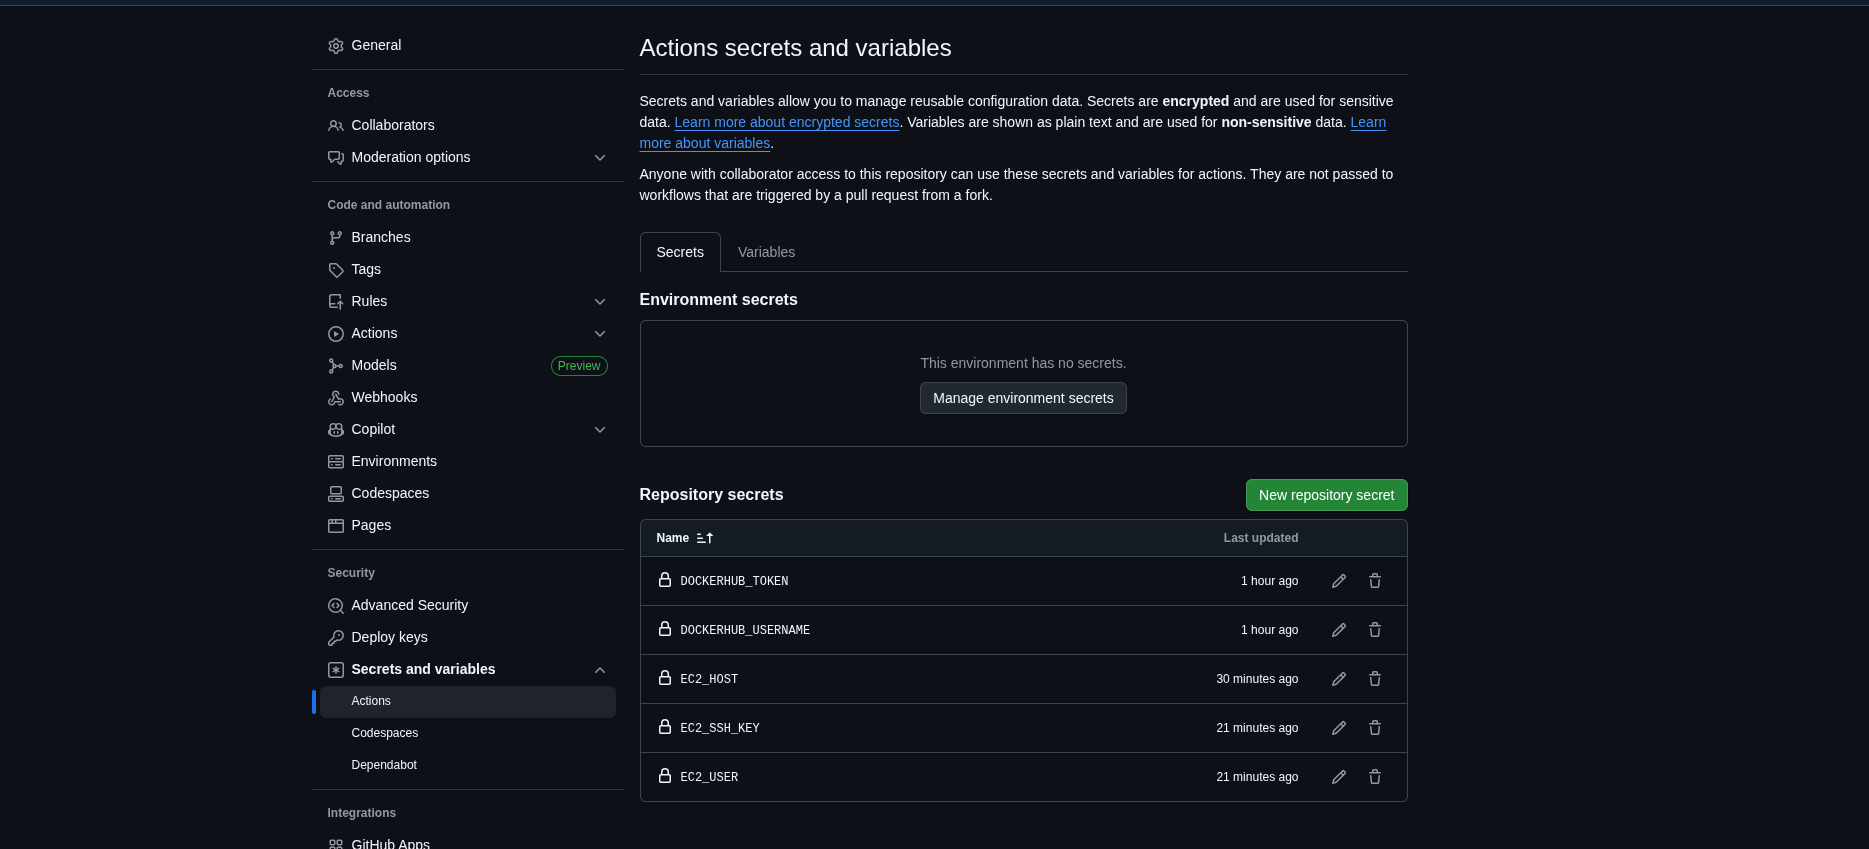 General
Access
Collaborators
Moderation options
Code and automation
Branches
Tags
Rules
Actions
Models
Preview
Webhooks
Copilot
Environments
Codespaces
Pages
Security
Advanced Security
Deploy keys
Secrets and variables
Actions
Codespaces
Dependabot
Integrations
GitHub Apps
Actions secrets and variables
Secrets and variables allow you to manage reusable configuration data. Secrets are encrypted and are used for sensitive
data. Learn more about encrypted secrets. Variables are shown as plain text and are used for non-sensitive data. Learn
more about variables.
Anyone with collaborator access to this repository can use these secrets and variables for actions. They are not passed to
workflows that are triggered by a pull request from a fork.
Secrets
Variables
Environment secrets
This environment has no secrets.
Manage environment secrets
Repository secrets
New repository secret
Name
Last updated
DOCKERHUB_TOKEN
1 hour ago
DOCKERHUB_USERNAME
1 hour ago
EC2_HOST
30 minutes ago
EC2_SSH_KEY
21 minutes ago
EC2_USER
21 minutes ago